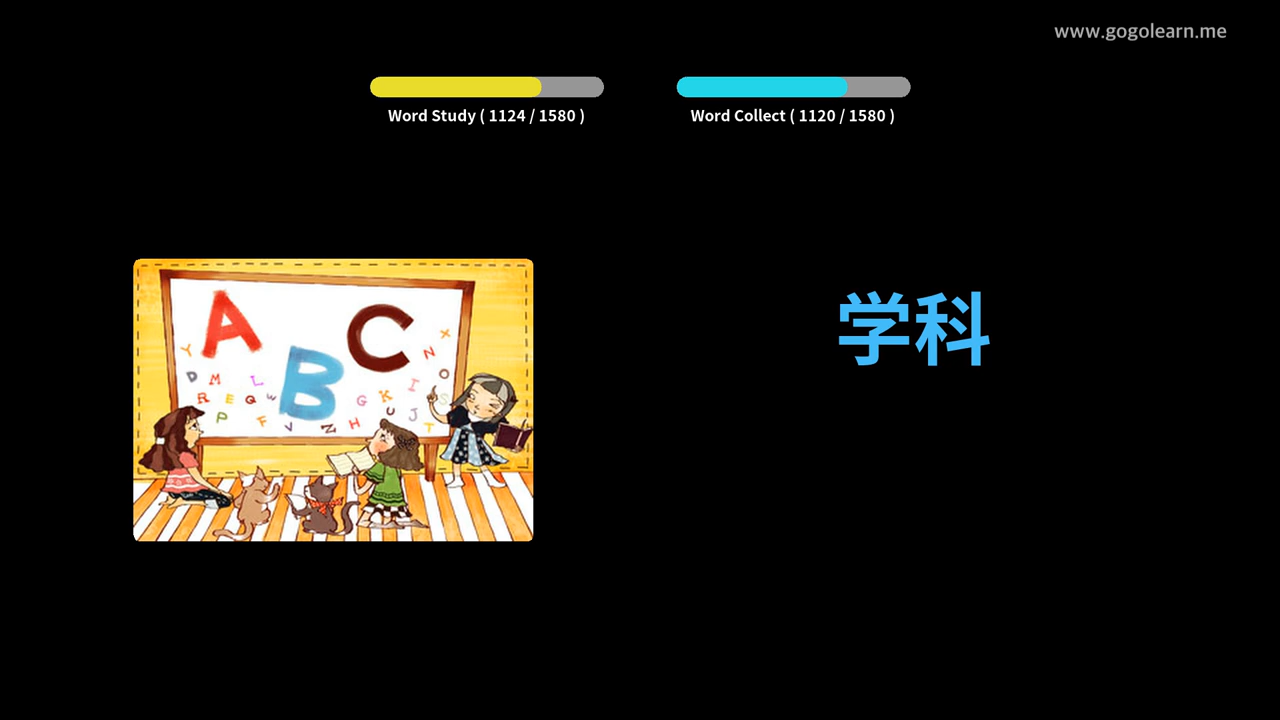 www.gogolearn.me
Word Study ( 1124 / 1580 )
Word Collect ( 1120 / 1580 )
学科
A
B
C
X
Y
N
D
M
L
O
I
R
E
Q
W
G
K
S
P
F
V
Z
H
U
J
T